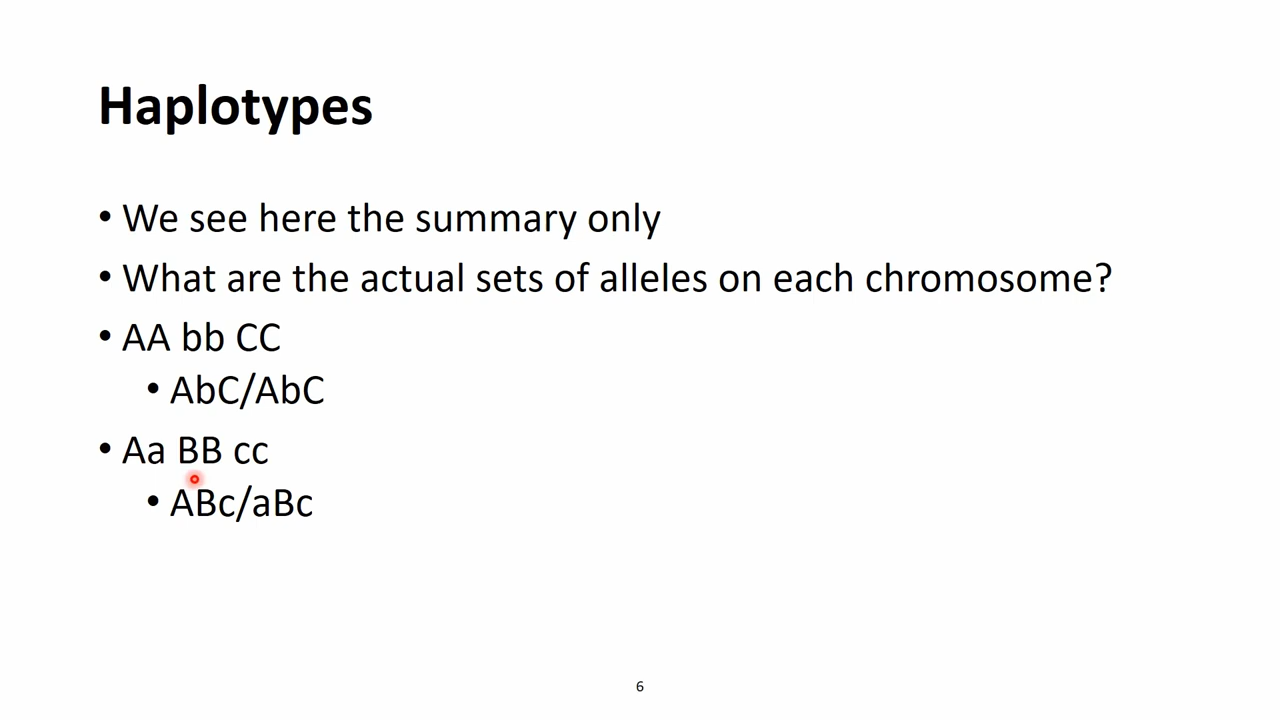 Haplotypes
• We see here the summary only
• What are the actual sets of alleles on each chromosome?
• AA bb CC
• AbC/AbC
• Aa BB cc
• ABc/aBc
6